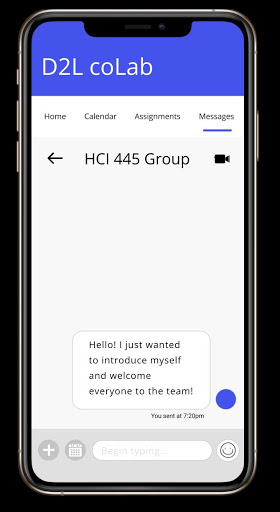 D2L coLab
Home Calendar Assignments Messages
HCI 445 Group
Hello! I just wanted
to introduce myself
and welcome
everyone to the team!
You sent at 7:20pm
Begin typing...